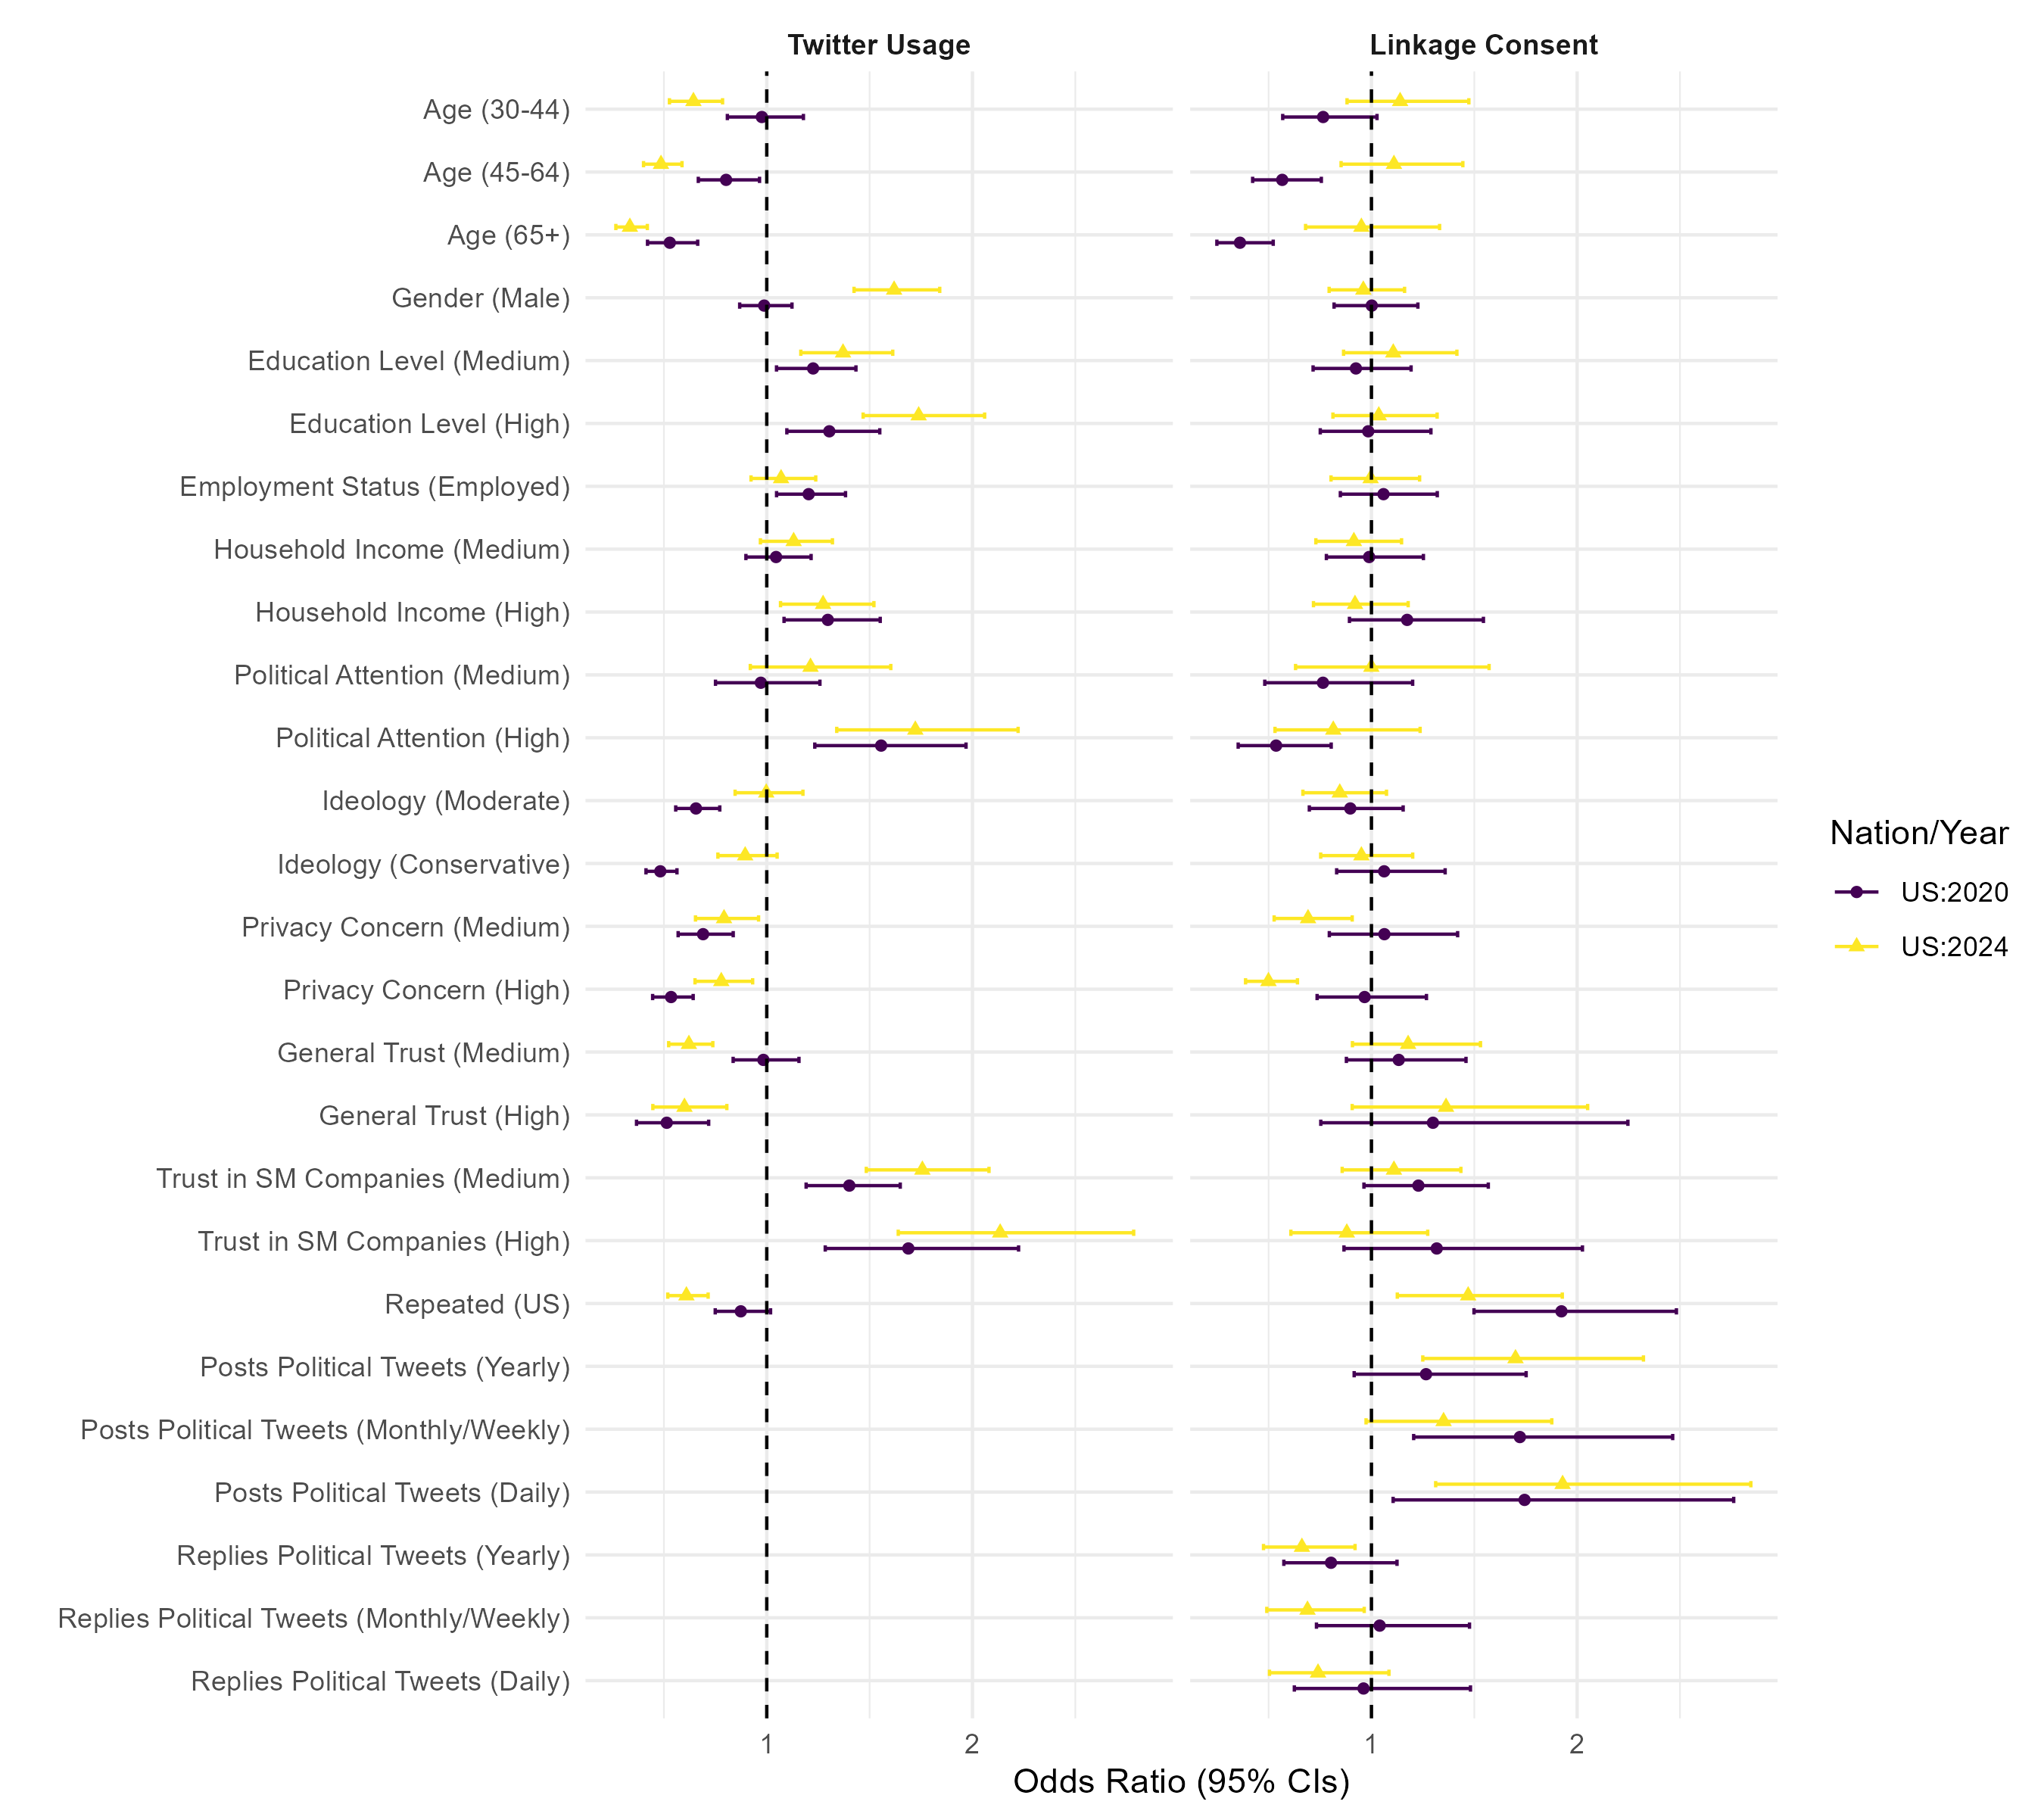 Twitter Usage
Linkage Consent
Age (30-44)
Age (45-64)
Age (65+)
Gender (Male)
Education Level (Medium)
Education Level (High)
Employment Status (Employed)
Household Income (Medium)
Household Income (High)
Political Attention (Medium)
Political Attention (High)
Ideology (Moderate)
Ideology (Conservative)
Privacy Concern (Medium)
Privacy Concern (High)
General Trust (Medium)
General Trust (High)
Trust in SM Companies (Medium)
Trust in SM Companies (High)
Repeated (US)
Posts Political Tweets (Yearly)
Posts Political Tweets (Monthly/Weekly)
Posts Political Tweets (Daily)
Replies Political Tweets (Yearly)
Replies Political Tweets (Monthly/Weekly)
Replies Political Tweets (Daily)
1 2
1 2
Odds Ratio (95% CIs)
Nation/Year
US:2020
US:2024